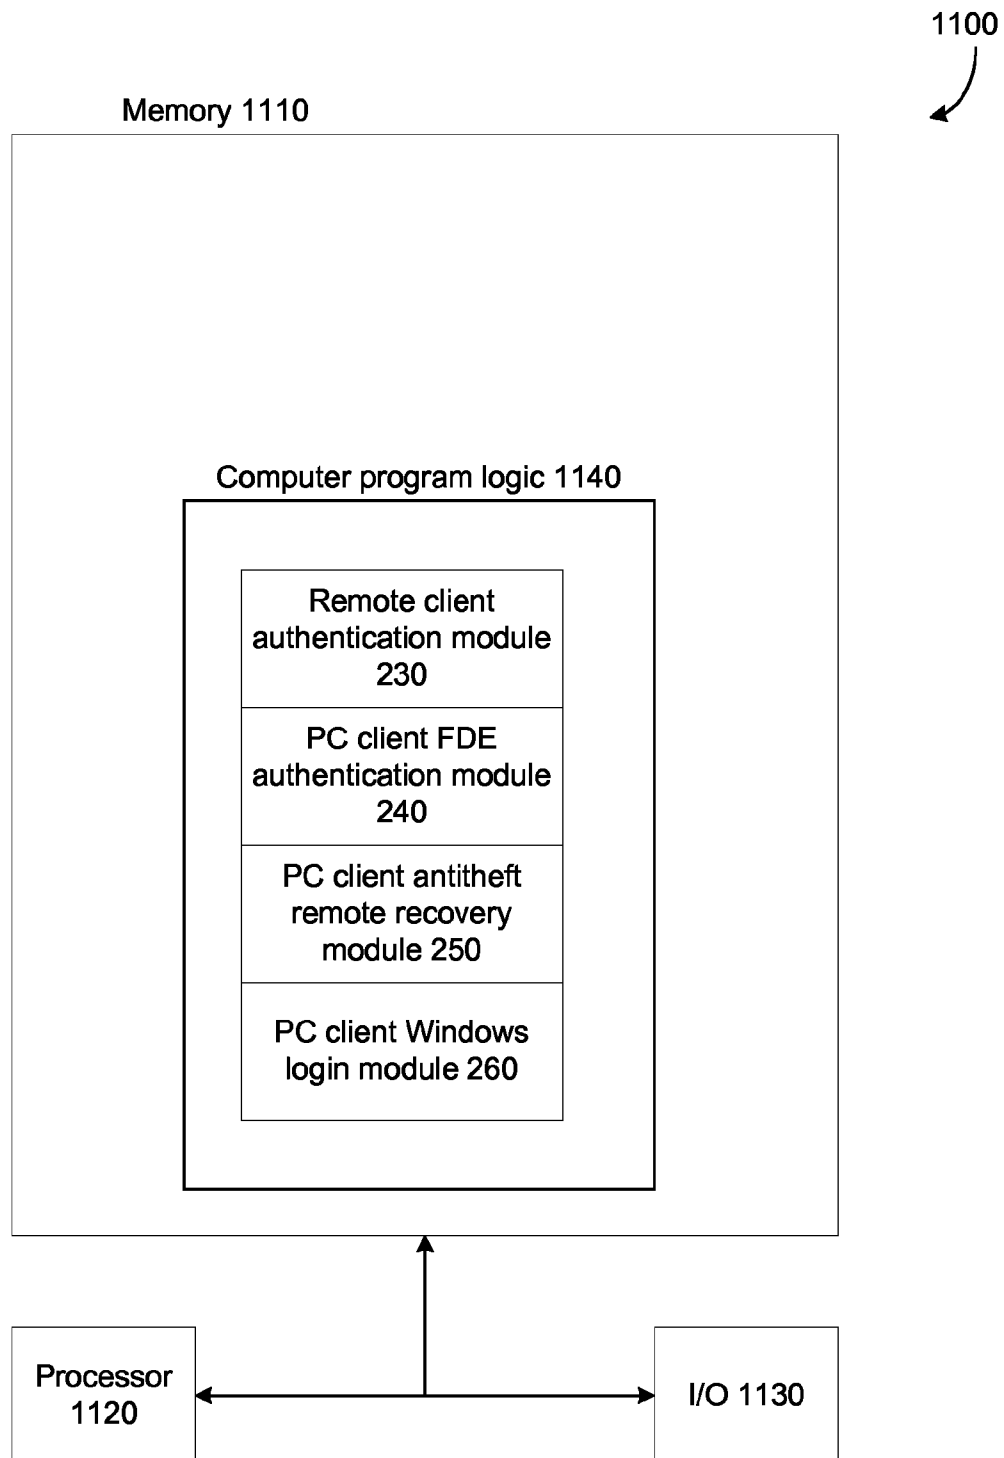 1100
Memory 1110
Computer program logic 1140
Remote client
authentication module
230
PC client FDE
authentication module
240
PC client antitheft
remote recovery
module 250
PC client Windows
login module 260
Processor
1120
I/O 1130